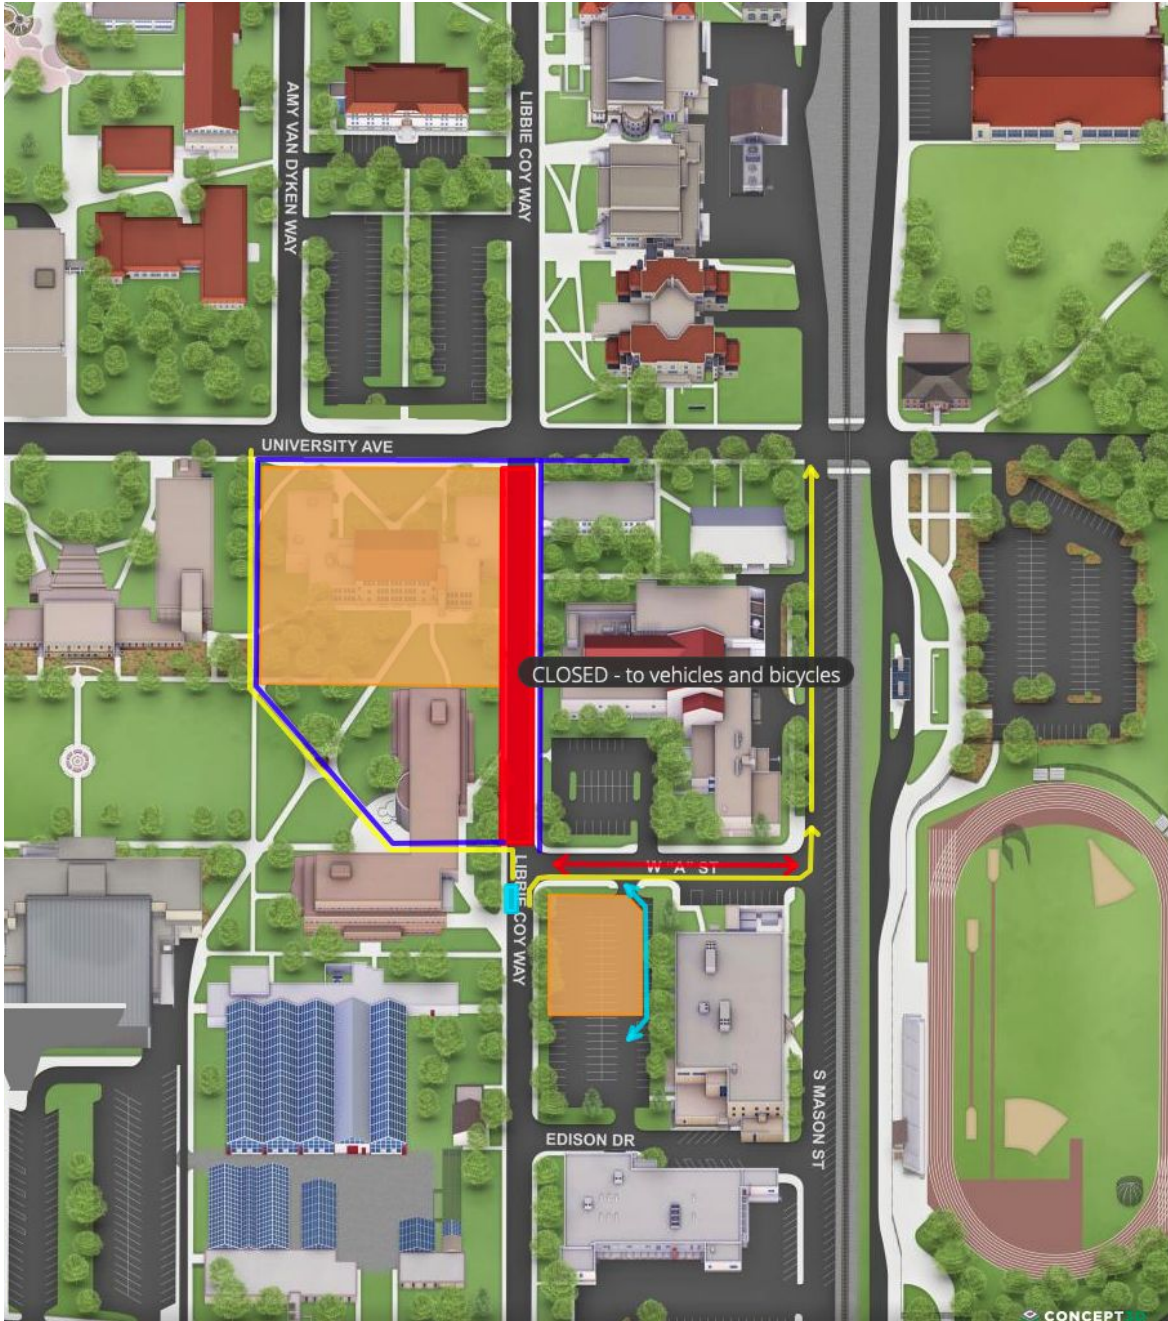 AMY VAN DYKEN WAY
LIBBIE COY WAY
UNIVERSITY AVE
CLOSED - to vehicles and bicycles
W "A" ST
LIBBIE COY WAY
S MASON ST
EDISON DR
CONCEPT3D